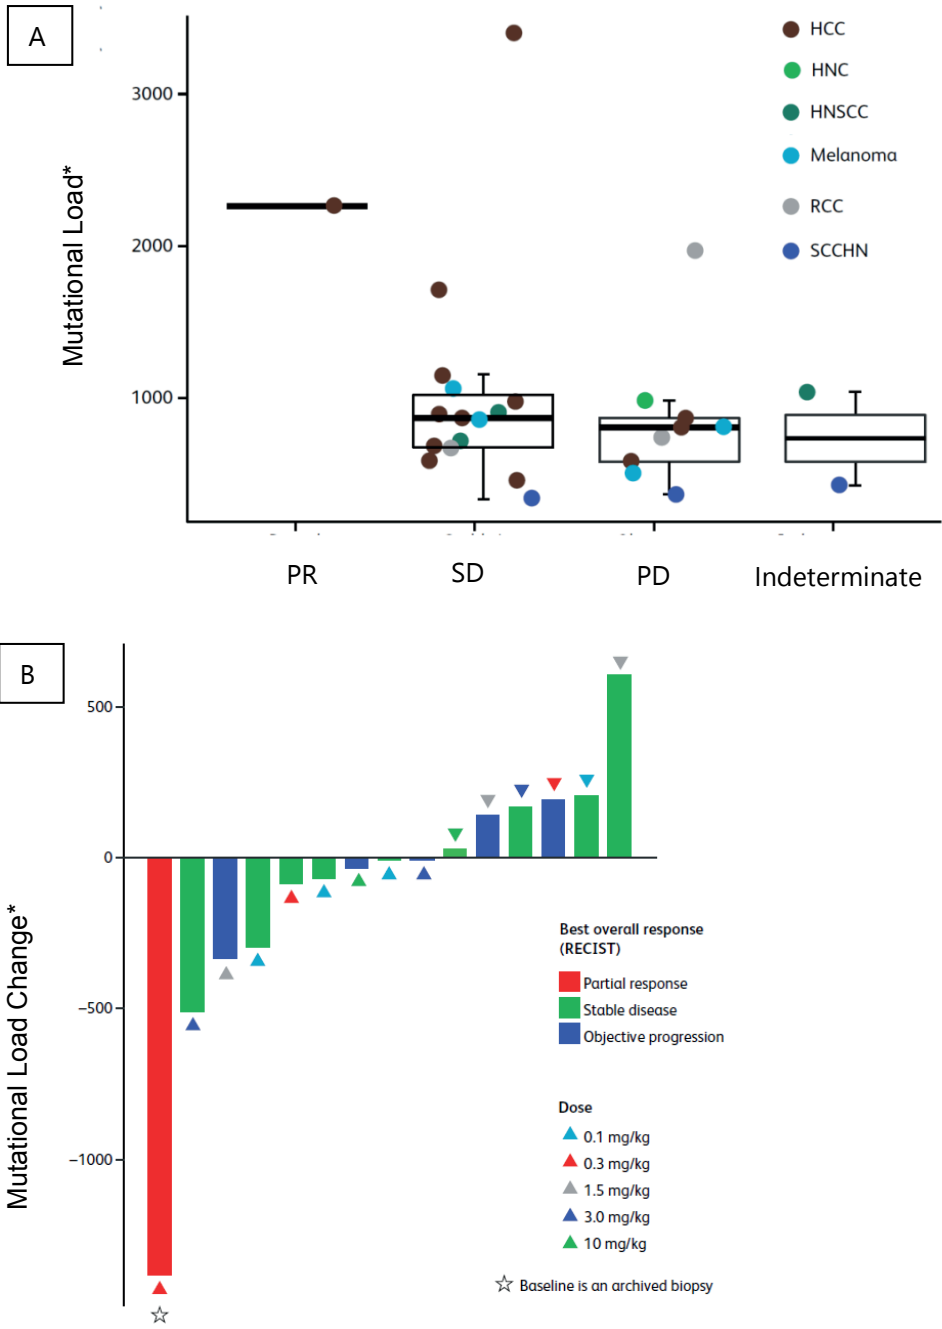 A
HCC
HNC
HNSCC
Melanoma
RCC
SCCHN
3000
2000
1000
Mutational Load*
PR
SD
PD
Indeterminate
B
500
0
−500
−1000
Mutational Load Change*
Best overall response
(RECIST)
Partial response
Stable disease
Objective progression
Dose
0.1 mg/kg
0.3 mg/kg
1.5 mg/kg
3.0 mg/kg
10 mg/kg
Baseline is an archived biopsy